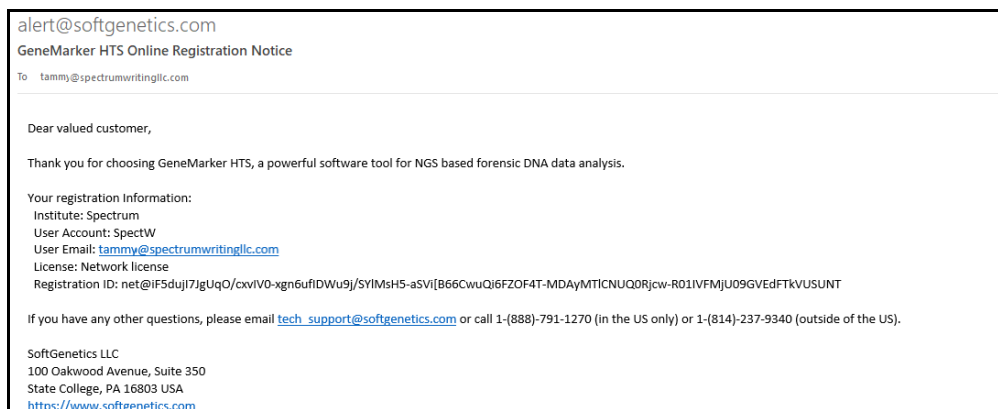 alert@softgenetics.com
GeneMarker HTS Online Registration Notice
To tammy@spectrumwritingllc.com
Dear valued customer,
Thank you for choosing GeneMarker HTS, a powerful software tool for NGS based forensic DNA data analysis.
Your registration Information:
Institute: Spectrum
User Account: SpectW
User Email: tammy@spectrumwritingllc.com
License: Network license
Registration ID: net@iF5dujI7JgUqO/cxvIV0-xgn6ufIDWu9j/SYlMsH5-aSVi[B66CwuQi6FZOF4T-MDAyMTlCNUQ0Rjcw-R01IVFMjU09GVEdFTkVUSUNT
If you have any other questions, please email tech_support@softgenetics.com or call 1-(888)-791-1270 (in the US only) or 1-(814)-237-9340 (outside of the US).
SoftGenetics LLC
100 Oakwood Avenue, Suite 350
State College, PA 16803 USA
https://www.softgenetics.com